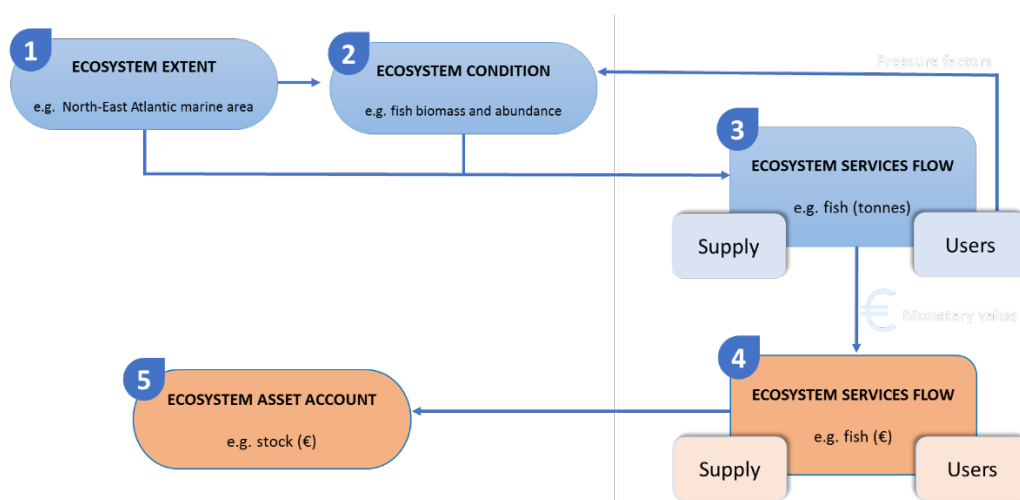 1
ECOSYSTEM EXTENT
e.g. North-East Atlantic marine area
2
ECOSYSTEM CONDITION
e.g. fish biomass and abundance
Pressure factors
3
ECOSYSTEM SERVICES FLOW
e.g. fish (tonnes)
Supply
Users
€ Monetary value
4
ECOSYSTEM SERVICES FLOW
e.g. fish (€)
Supply
Users
5
ECOSYSTEM ASSET ACCOUNT
e.g. stock (€)